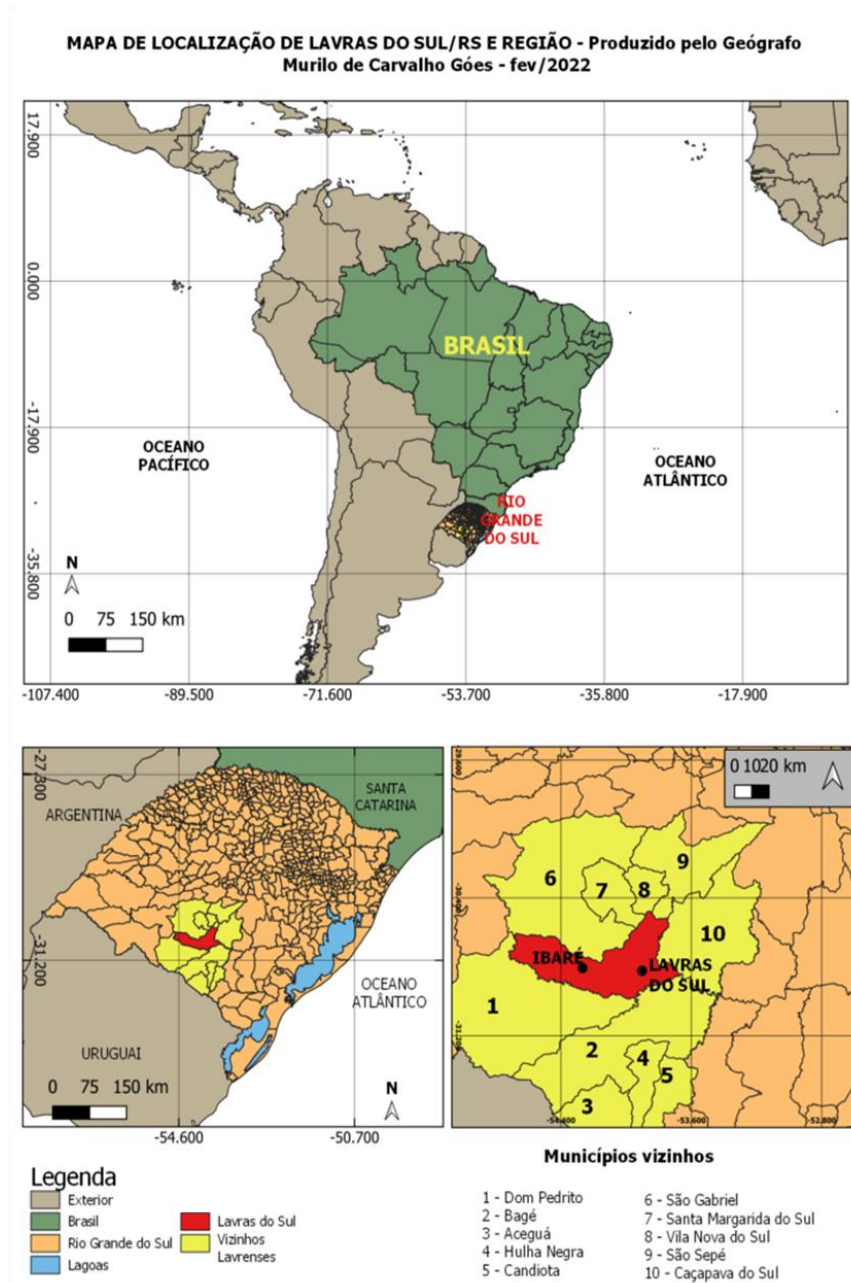 MAPA DE LOCALIZAÇÃO DE LAVRAS DO SUL/RS E REGIÃO - Produzido pelo Geógrafo
Murilo de Carvalho Góes - fev/2022
17.900
0.000
-17.900
-35.800
BRASIL
OCEANO
PACÍFICO
OCEANO
ATLÂNTICO
RIO
GRANDE
DO SUL
N
0 75 150 km
-107.400 -89.500 -71.600 -53.700 -35.800 -17.900
-27.300
-31.200
ARGENTINA
SANTA
CATARINA
OCEANO
ATLÂNTICO
URUGUAI
0 75 150 km
N
-54.600 -50.700
0 1020 km
-29.600
-30.400
-31.200
6
7
8
9
10
IBARÉ
LAVRAS
DO SUL
1
2
3
4
5
-54.400 -53.600 -52.800
Legenda
Exterior
Brasil
Rio Grande do Sul
Lagoas
Lavras do Sul
Vizinhos
Lavrenses
Municípios vizinhos
1 - Dom Pedrito
2 - Bagé
3 - Aceguá
4 - Hulha Negra
5 - Candiota
6 - São Gabriel
7 - Santa Margarida do Sul
8 - Vila Nova do Sul
9 - São Sepé
10 - Caçapava do Sul